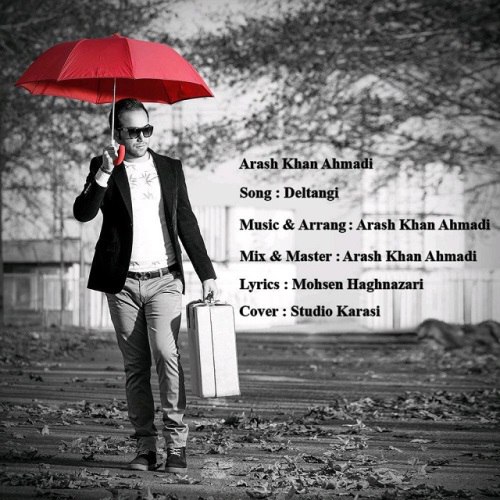 Arash Khan Ahmadi
Song : Deltangi
Music & Arrang : Arash Khan Ahmadi
Mix & Master : Arash Khan Ahmadi
Lyrics : Mohsen Haghnazari
Cover : Studio Karasi